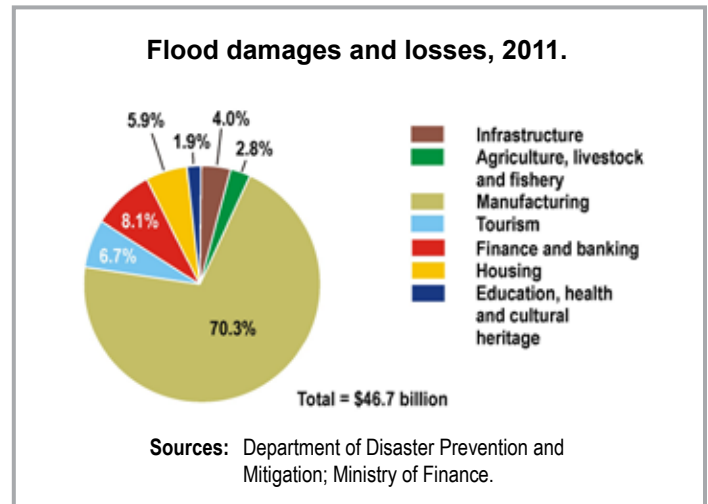 Flood damages and losses, 2011.
5.9%
4.0%
1.9%
2.8%
8.1%
6.7%
70.3%
Infrastructure
Agriculture, livestock
and fishery
Manufacturing
Tourism
Finance and banking
Housing
Education, health
and cultural
heritage
Total = $46.7 billion
Sources: Department of Disaster Prevention and
Mitigation; Ministry of Finance.